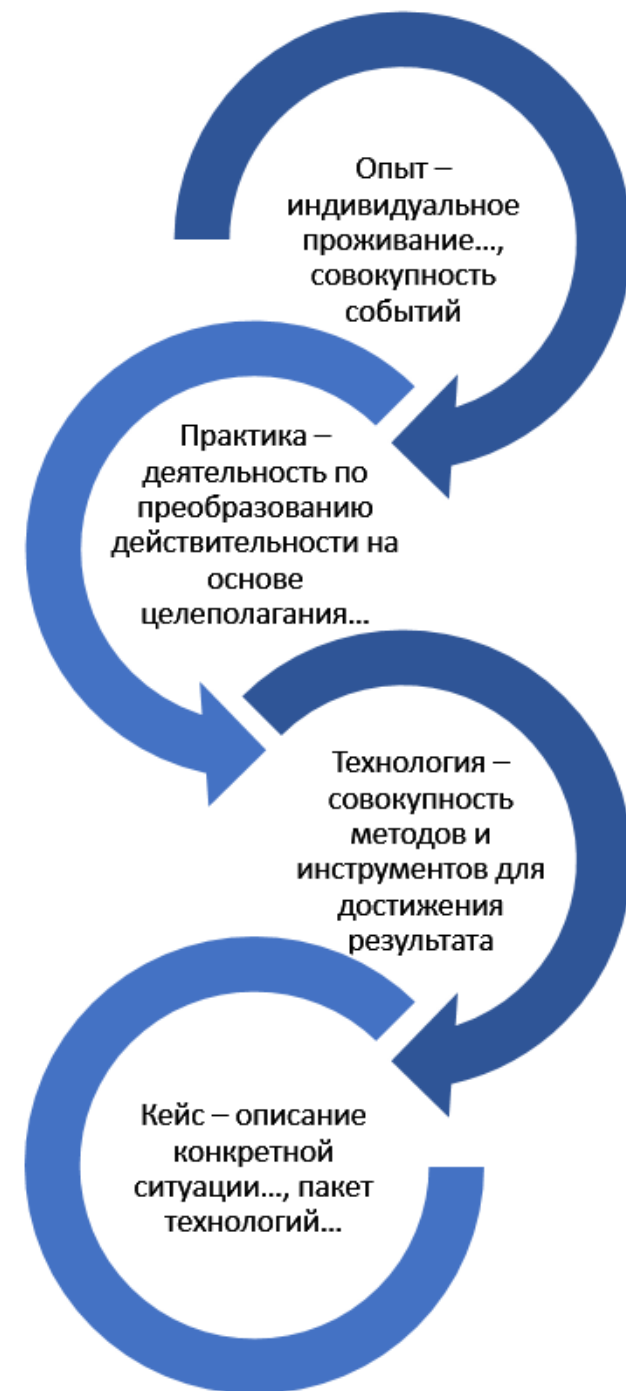 Опыт –
индивидуальное
проживание...,
совокупность
событий
Практика –
деятельность по
преобразованию
действительности на
основе
целеполагания...
Технология –
совокупность
методов и
инструментов для
достижения
результата
Кейс – описание
конкретной
ситуации..., пакет
технологий...